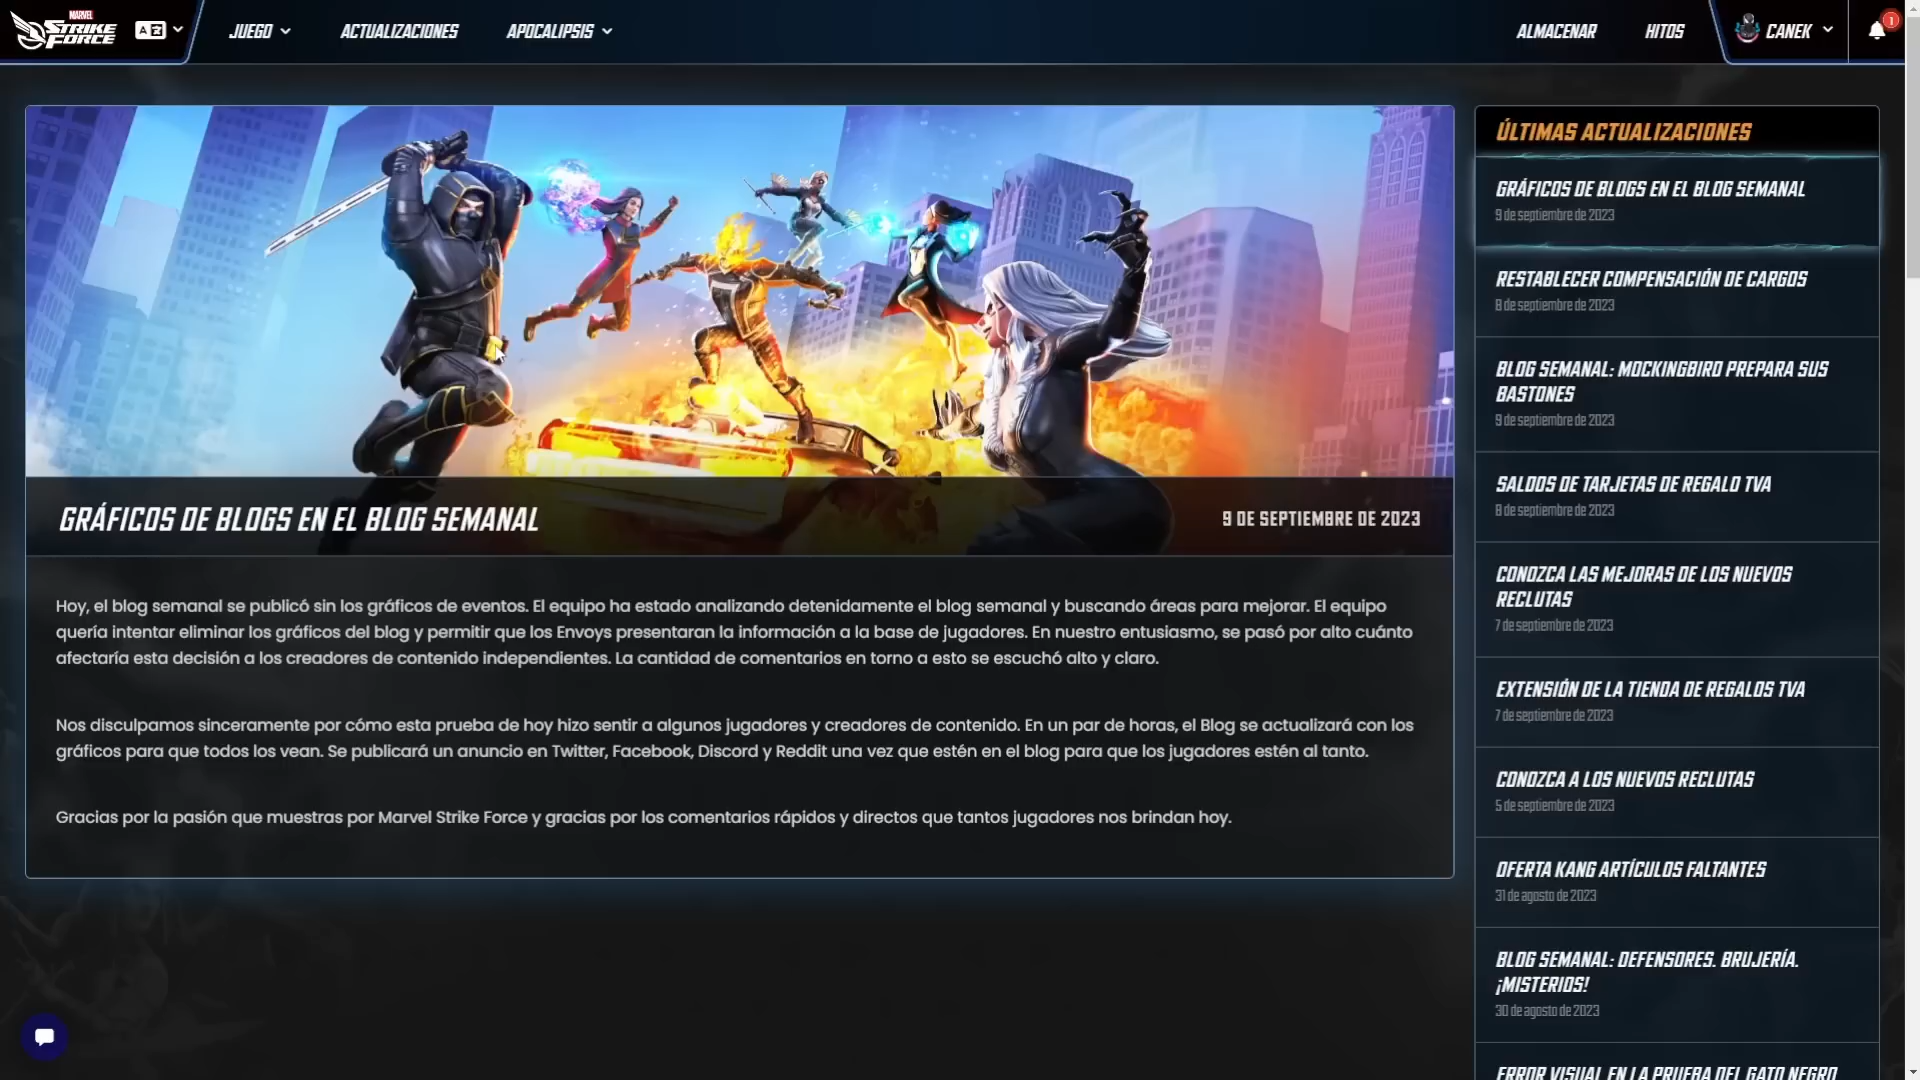 MARVEL
STRIKE
FORCE
JUEGO
ACTUALIZACIONES
APOCALIPSIS
ALMACENAR
HITOS
CANEK
1
GRÁFICOS DE BLOGS EN EL BLOG SEMANAL
9 DE SEPTIEMBRE DE 2023
Hoy, el blog semanal se publicó sin los gráficos de eventos. El equipo ha estado analizando detenidamente el blog semanal y buscando áreas para mejorar. El equipo
quería intentar eliminar los gráficos del blog y permitir que los Envoys presentaran la información a la base de jugadores. En nuestro entusiasmo, se pasó por alto cuánto
afectaría esta decisión a los creadores de contenido independientes. La cantidad de comentarios en torno a esto se escuchó alto y claro.
Nos disculpamos sinceramente por cómo esta prueba de hoy hizo sentir a algunos jugadores y creadores de contenido. En un par de horas, el Blog se actualizará con los
gráficos para que todos los vean. Se publicará un anuncio en Twitter, Facebook, Discord y Reddit una vez que estén en el blog para que los jugadores estén al tanto.
Gracias por la pasión que muestras por Marvel Strike Force y gracias por los comentarios rápidos y directos que tantos jugadores nos brindan hoy.
ÚLTIMAS ACTUALIZACIONES
GRÁFICOS DE BLOGS EN EL BLOG SEMANAL
9 de septiembre de 2023
RESTABLECER COMPENSACIÓN DE CARGOS
8 de septiembre de 2023
BLOG SEMANAL: MOCKINGBIRD PREPARA SUS
BASTONES
9 de septiembre de 2023
SALDOS DE TARJETAS DE REGALO TVA
8 de septiembre de 2023
CONOZCA LAS MEJORAS DE LOS NUEVOS
RECLUTAS
7 de septiembre de 2023
EXTENSIÓN DE LA TIENDA DE REGALOS TVA
7 de septiembre de 2023
CONOZCA A LOS NUEVOS RECLUTAS
5 de septiembre de 2023
OFERTA KANG ARTÍCULOS FALTANTES
31 de agosto de 2023
BLOG SEMANAL: DEFENSORES. BRUJERÍA.
¡MISTERIOS!
30 de agosto de 2023
ERROR VISUAL EN LA PRUEBA DEL GATO NEGRO